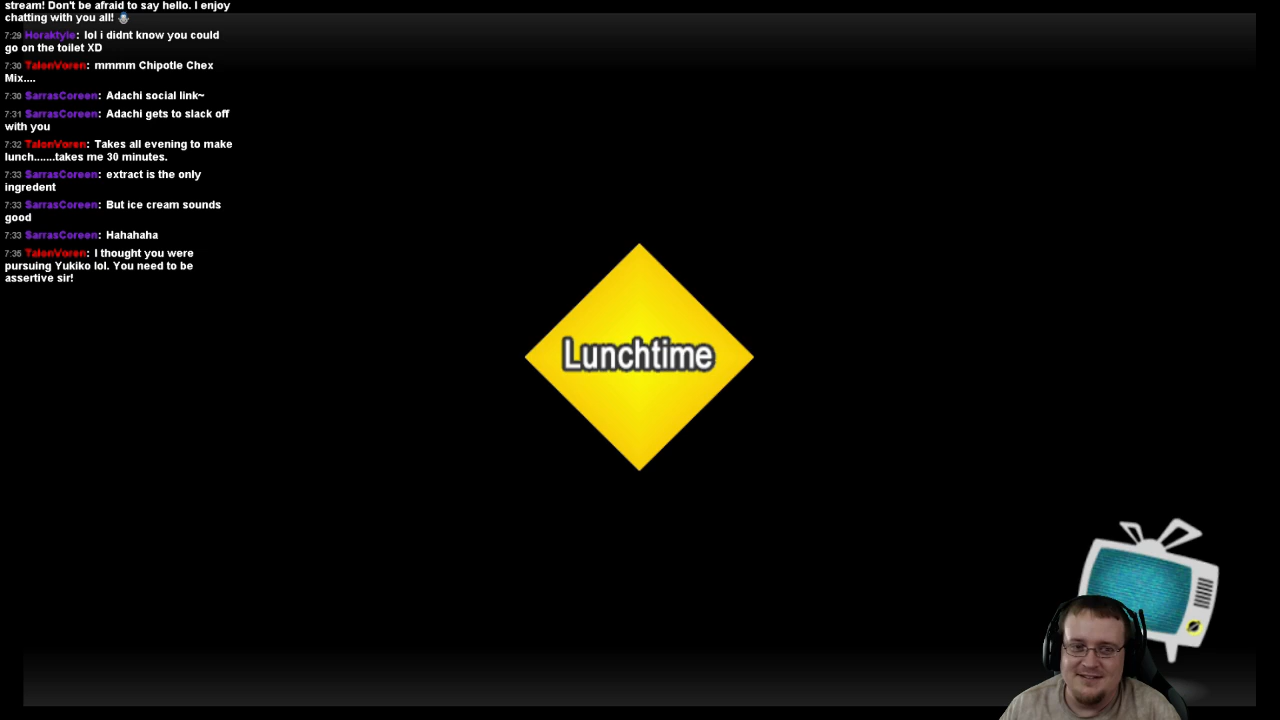 stream! Don't be afraid to say hello. I enjoy
chatting with you all!
7:29 Horaktyle: lol i didnt know you could
go on the toilet XD
7:30 TalonVoren: mmmm Chipotle Chex
Mix....
7:30 SarrasCoreen: Adachi social link~
7:31 SarrasCoreen: Adachi gets to slack off
with you
7:32 TalonVoren: Takes all evening to make
lunch.......takes me 30 minutes.
7:33 SarrasCoreen: extract is the only
ingredent
7:33 SarrasCoreen: But ice cream sounds
good
7:33 SarrasCoreen: Hahahaha
7:35 TalonVoren: I thought you were
pursuing Yukiko lol. You need to be
assertive sir!
Lunchtime